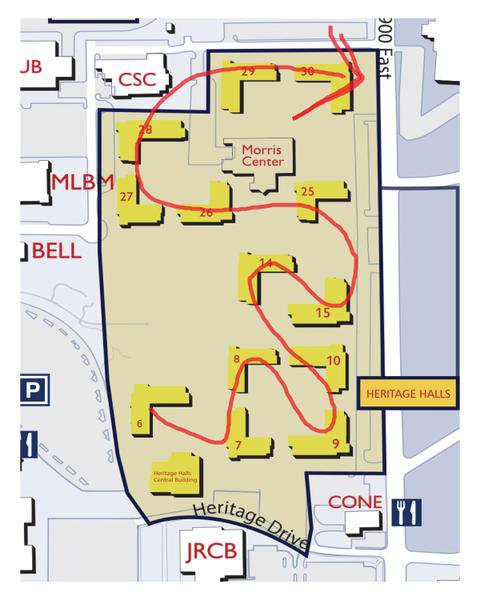 JB
CSC
29
30
900 East
28
Morris
Center
MLBM
27
26
25
BELL
14
15
8
10
P
HERITAGE HALLS
6
7
9
Heritage Halls
Central Building
CONE
Heritage Drive
JRCB